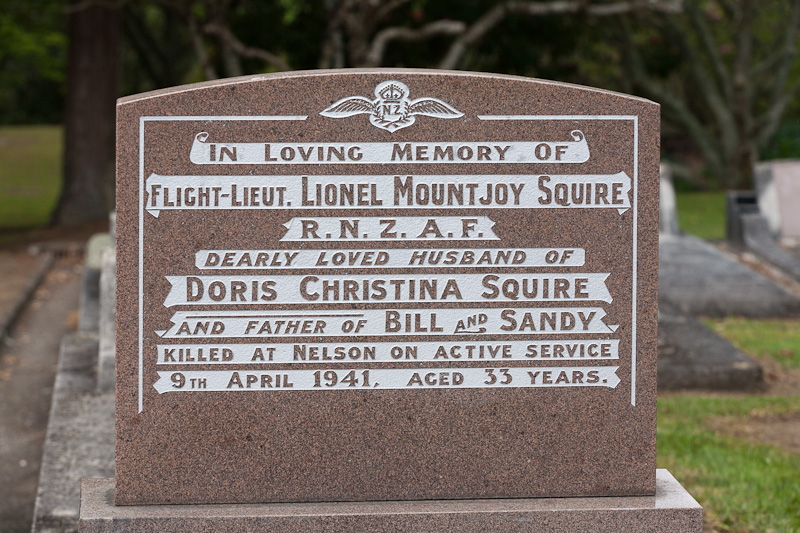 NZ
IN LOVING MEMORY OF
FLIGHT-LIEUT. LIONEL MOUNTJOY SQUIRE
R.N.Z.A.F.
DEARLY LOVED HUSBAND OF
DORIS CHRISTINA SQUIRE
AND FATHER OF BILL AND SANDY
KILLED AT NELSON ON ACTIVE SERVICE
9TH APRIL 1941, AGED 33 YEARS.